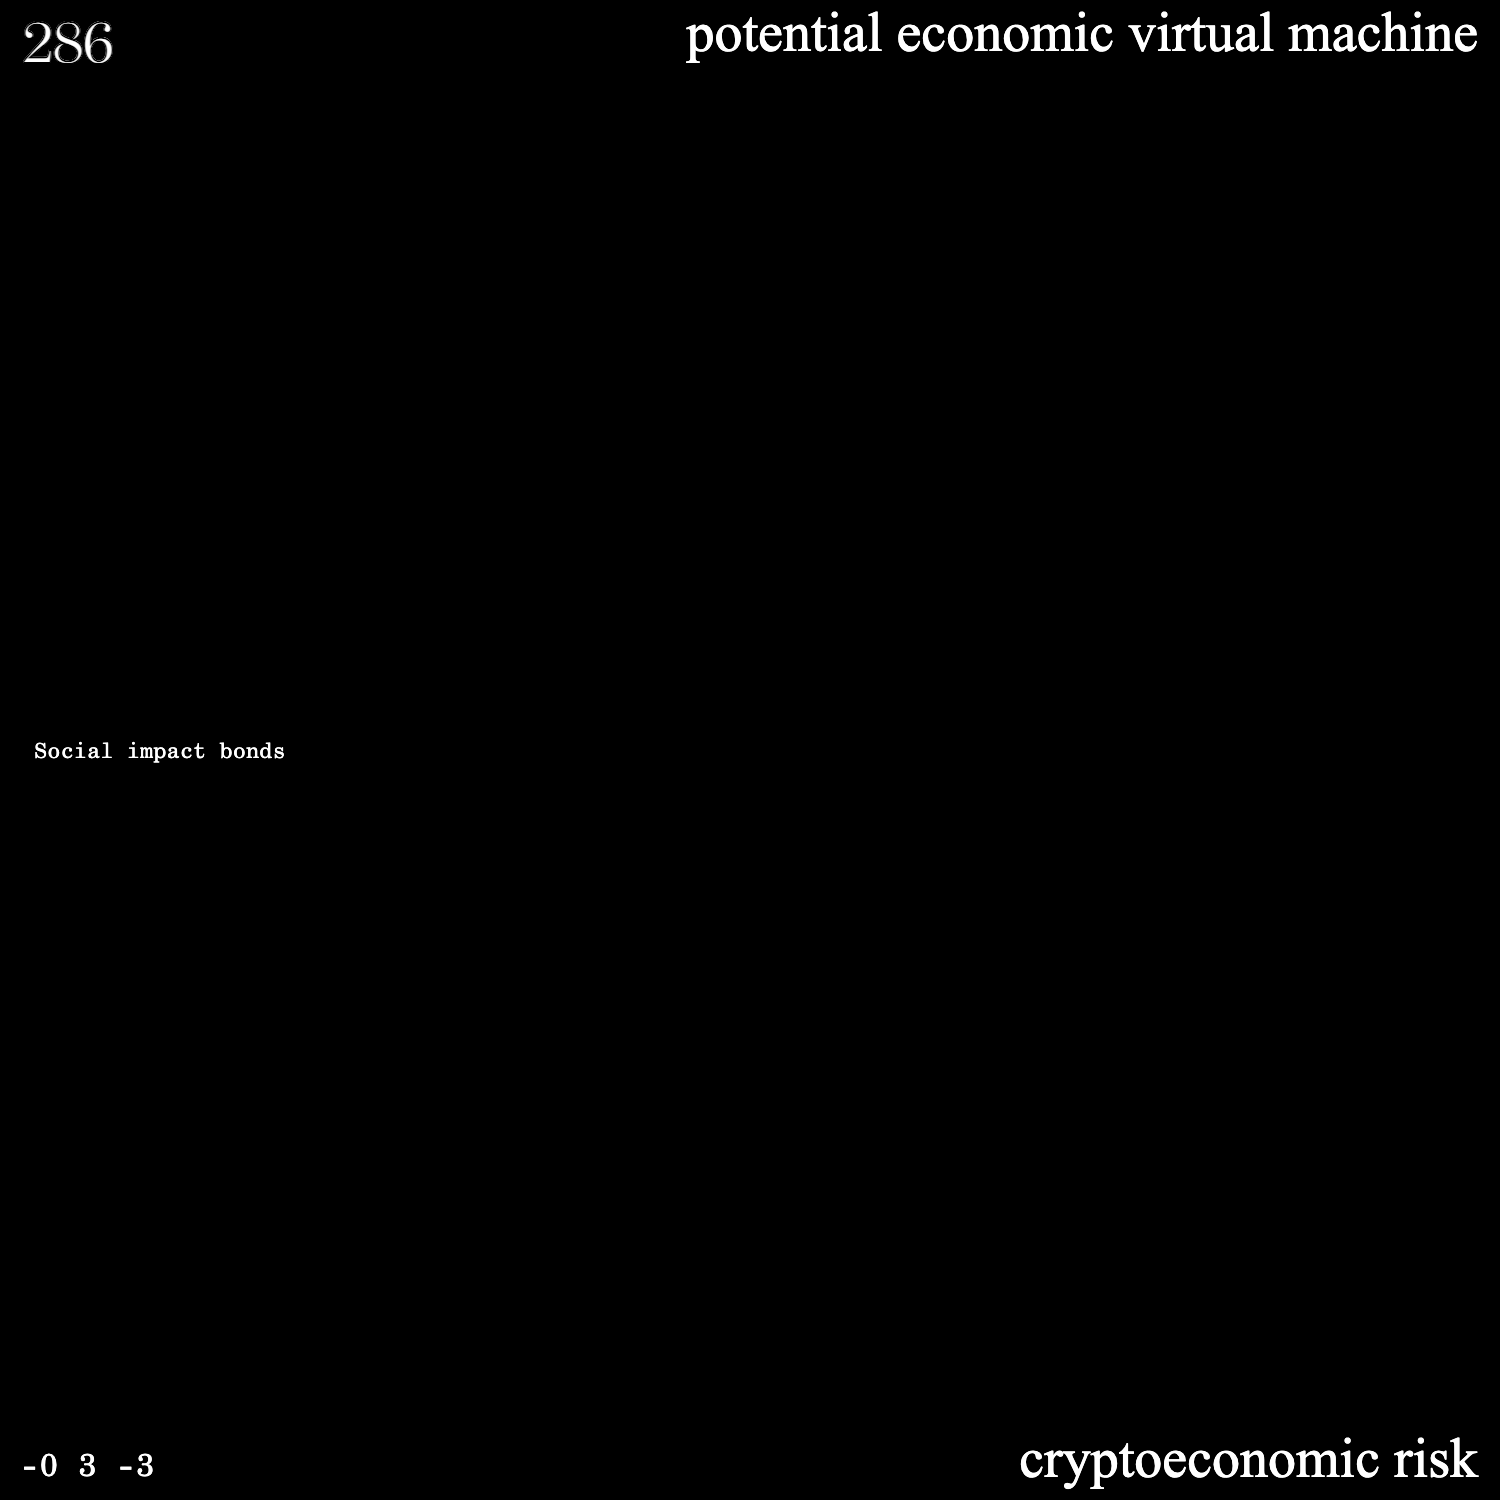 286
potential economic virtual machine
Social impact bonds
-0 3 -3
cryptoeconomic risk